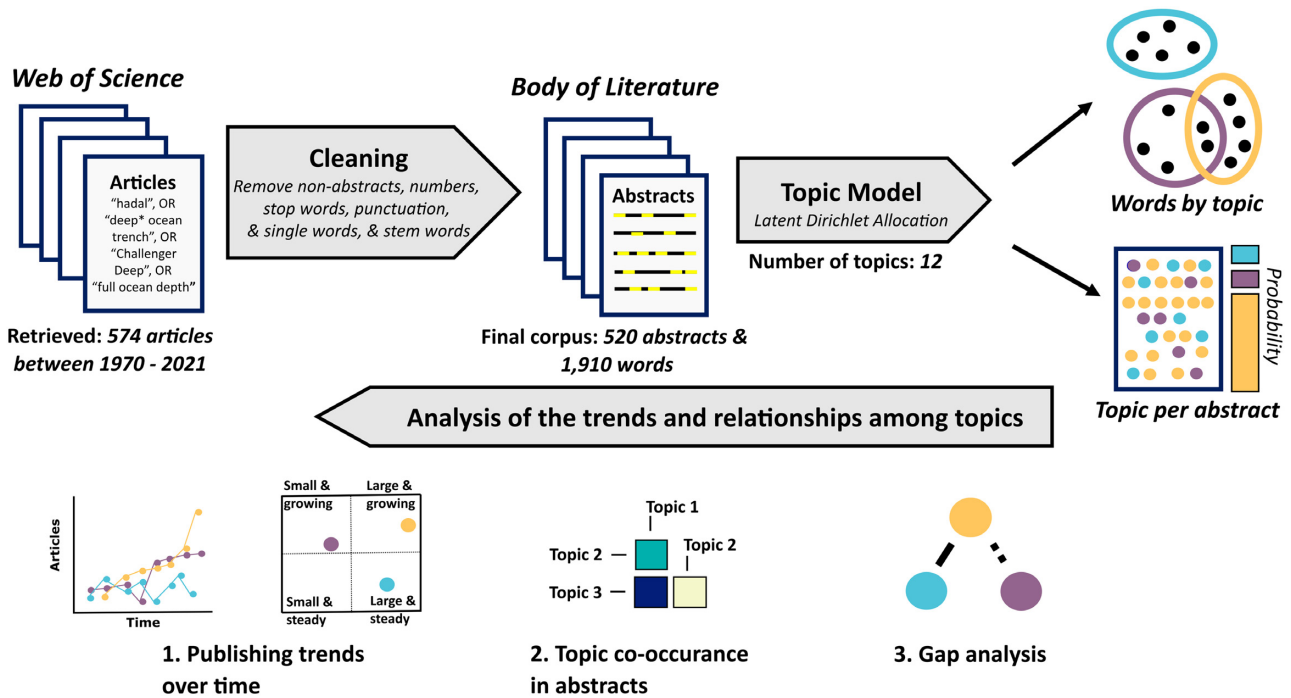 Web of Science
Articles
“hadal”, OR
“deep* ocean
trench”, OR
“Challenger
Deep”, OR
“full ocean depth”
Retrieved: 574 articles
between 1970 - 2021
Cleaning
Remove non-abstracts, numbers,
stop words, punctuation,
& single words, & stem words
Body of Literature
Abstracts
Final corpus: 520 abstracts &
1,910 words
Topic Model
Latent Dirichlet Allocation
Number of topics: 12
Words by topic
Probability
Topic per abstract
Analysis of the trends and relationships among topics
Articles
Time
Small &
growing
Large &
growing
Small &
steady
Large &
steady
1. Publishing trends
over time
Topic 1
Topic 2
Topic 2
Topic 3
2. Topic co-occurance
in abstracts
3. Gap analysis